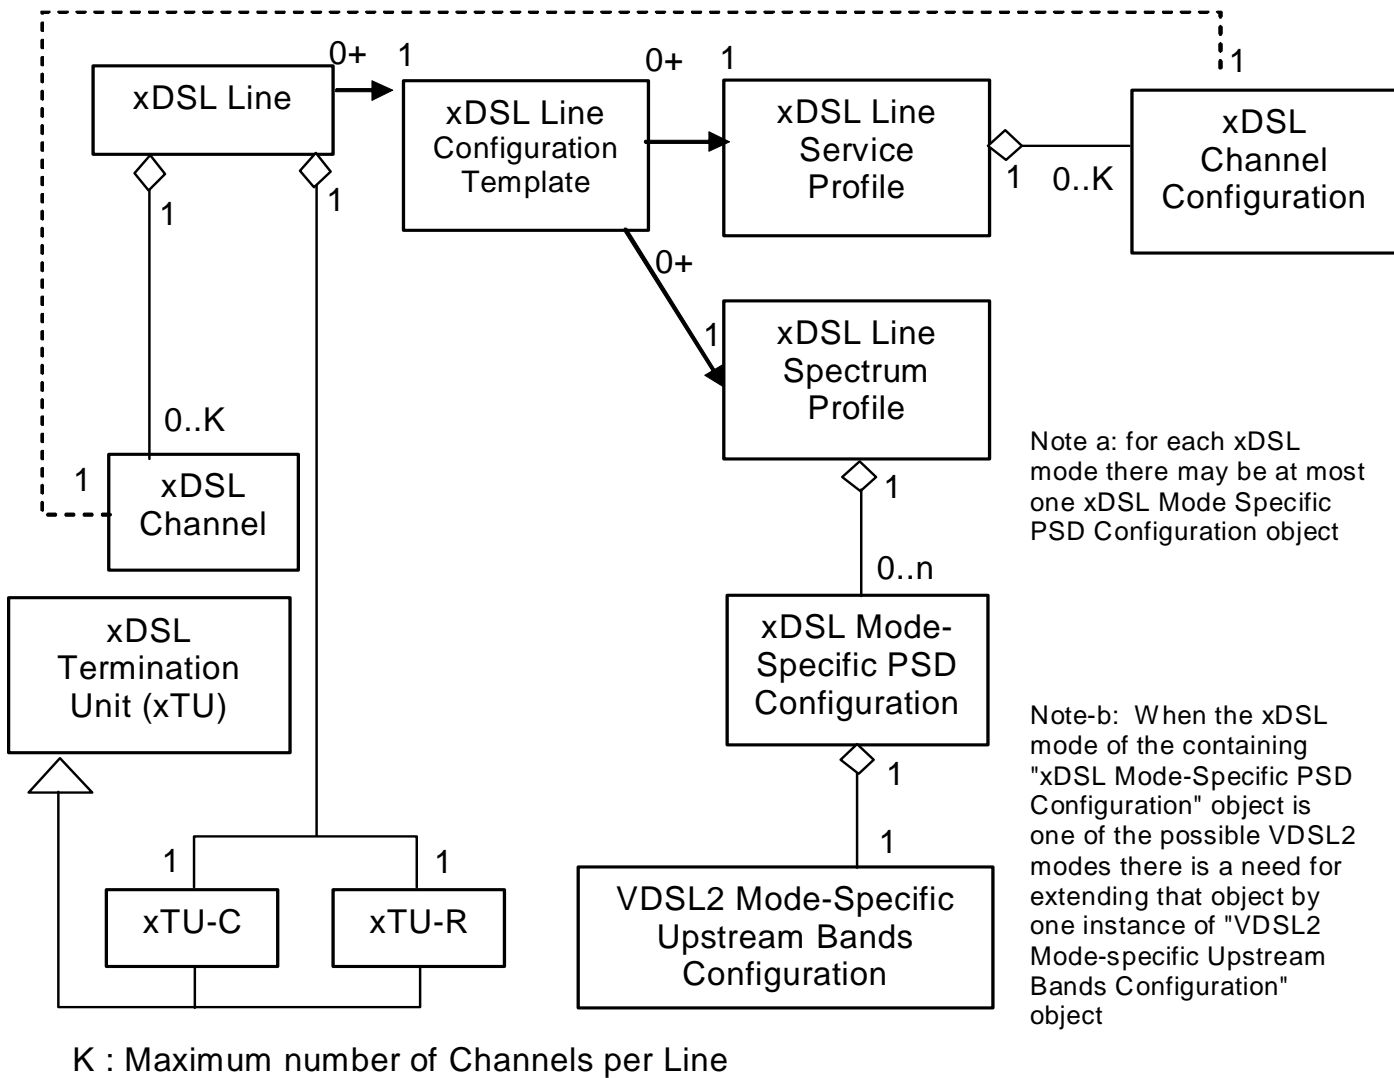 0+
1
0+
1
1
xDSL Line
xDSL Line
Configuration
Template
xDSL Line
Service
Profile
xDSL
Channel
Configuration
1
1
1
0..K
0+
1
xDSL Line
Spectrum
Profile
0..K
1
xDSL
Channel
1
0..n
Note a: for each xDSL
mode there may be at most
one xDSL Mode Specific
PSD Configuration object
xDSL
Termination
Unit (xTU)
xDSL Mode-
Specific PSD
Configuration
1
1
Note-b: When the xDSL
mode of the containing
"xDSL Mode-Specific PSD
Configuration" object is
one of the possible VDSL2
modes there is a need for
extending that object by
one instance of "VDSL2
Mode-specific Upstream
Bands Configuration"
object
1
1
xTU-C
xTU-R
VDSL2 Mode-Specific
Upstream Bands
Configuration
K : Maximum number of Channels per Line